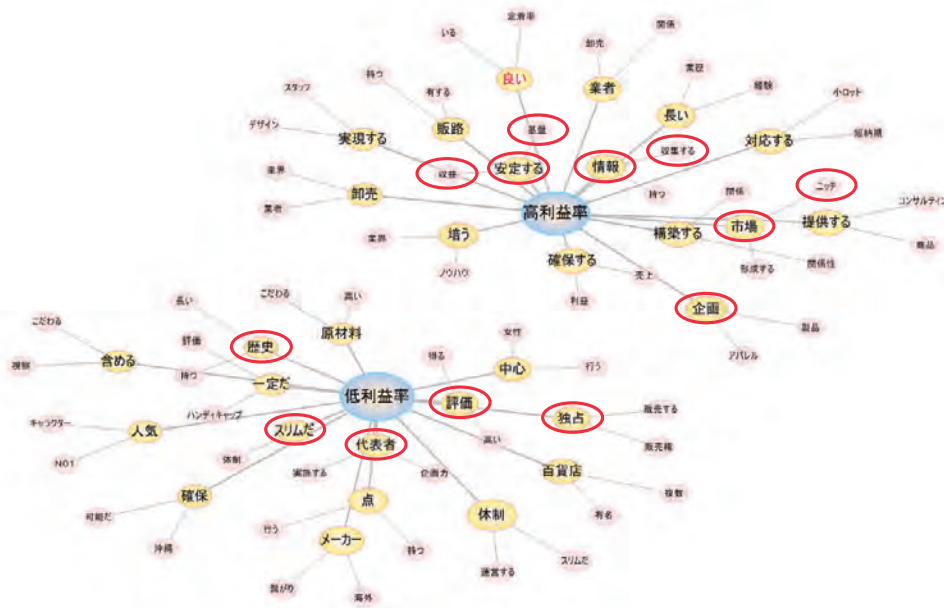 定着率
いる
関係
卸売
良い
業歴
スタッフ
持つ
業者
経験
小ロット
有する
長い
デザイン
販路
基盤
実現する
収集する
対応する
短納期
収益
安定する
情報
業界
卸売
持つ
関係
ニッチ
コンサルティン
業者
高利益率
市場
提供する
培う
構築する
業界
商品
確保する
形成する
関係性
ノウハウ
売上
利益
企画
こだわる
高い
長い
製品
こだわる
原材料
評価
女性
アパレル
歴史
得る
含める
中心
行う
視察
持つ
一定だ
低利益率
評価
販売する
キャラクター
ハンディキャップ
独占
人気
スリムだ
代表者
高い
販売権
NO1
体制
実施する
企画力
百貨店
確保
点
複数
可能だ
体制
有名
行う
メーカー
持つ
沖縄
スリムだ
運営する
海外